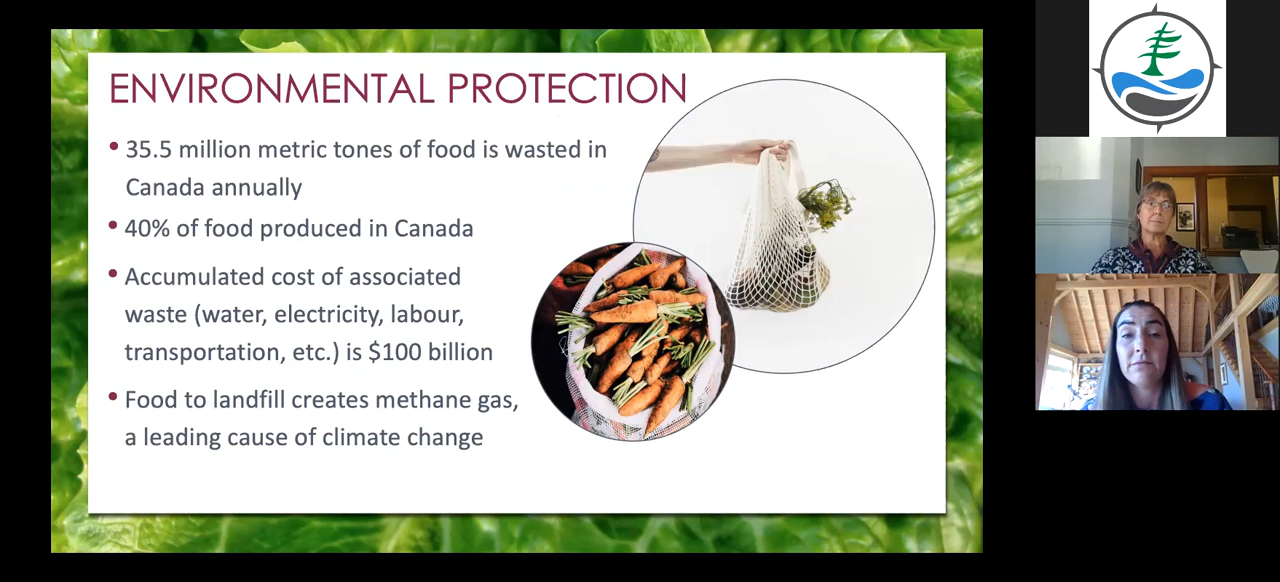 ENVIRONMENTAL PROTECTION
• 35.5 million metric tones of food is wasted in
Canada annually
• 40% of food produced in Canada
• Accumulated cost of associated
waste (water, electricity, labour,
transportation, etc.) is $100 billion
• Food to landfill creates methane gas,
a leading cause of climate change